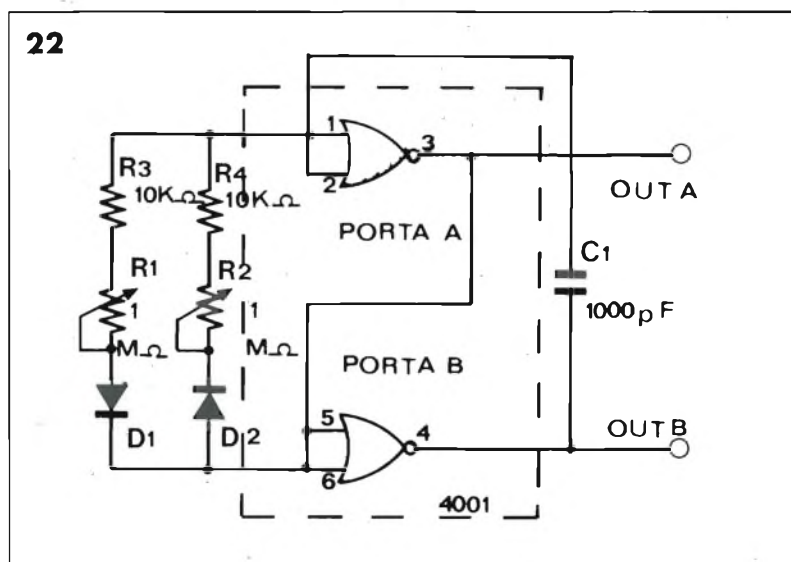 22
1
3
2
R3
10KΩ
R4
10KΩ
OUT A
PORTA A
C1
1000pF
R1
1
MΩ
R2
1
MΩ
PORTA B
D1
D2
5
4
6
OUT B
4001